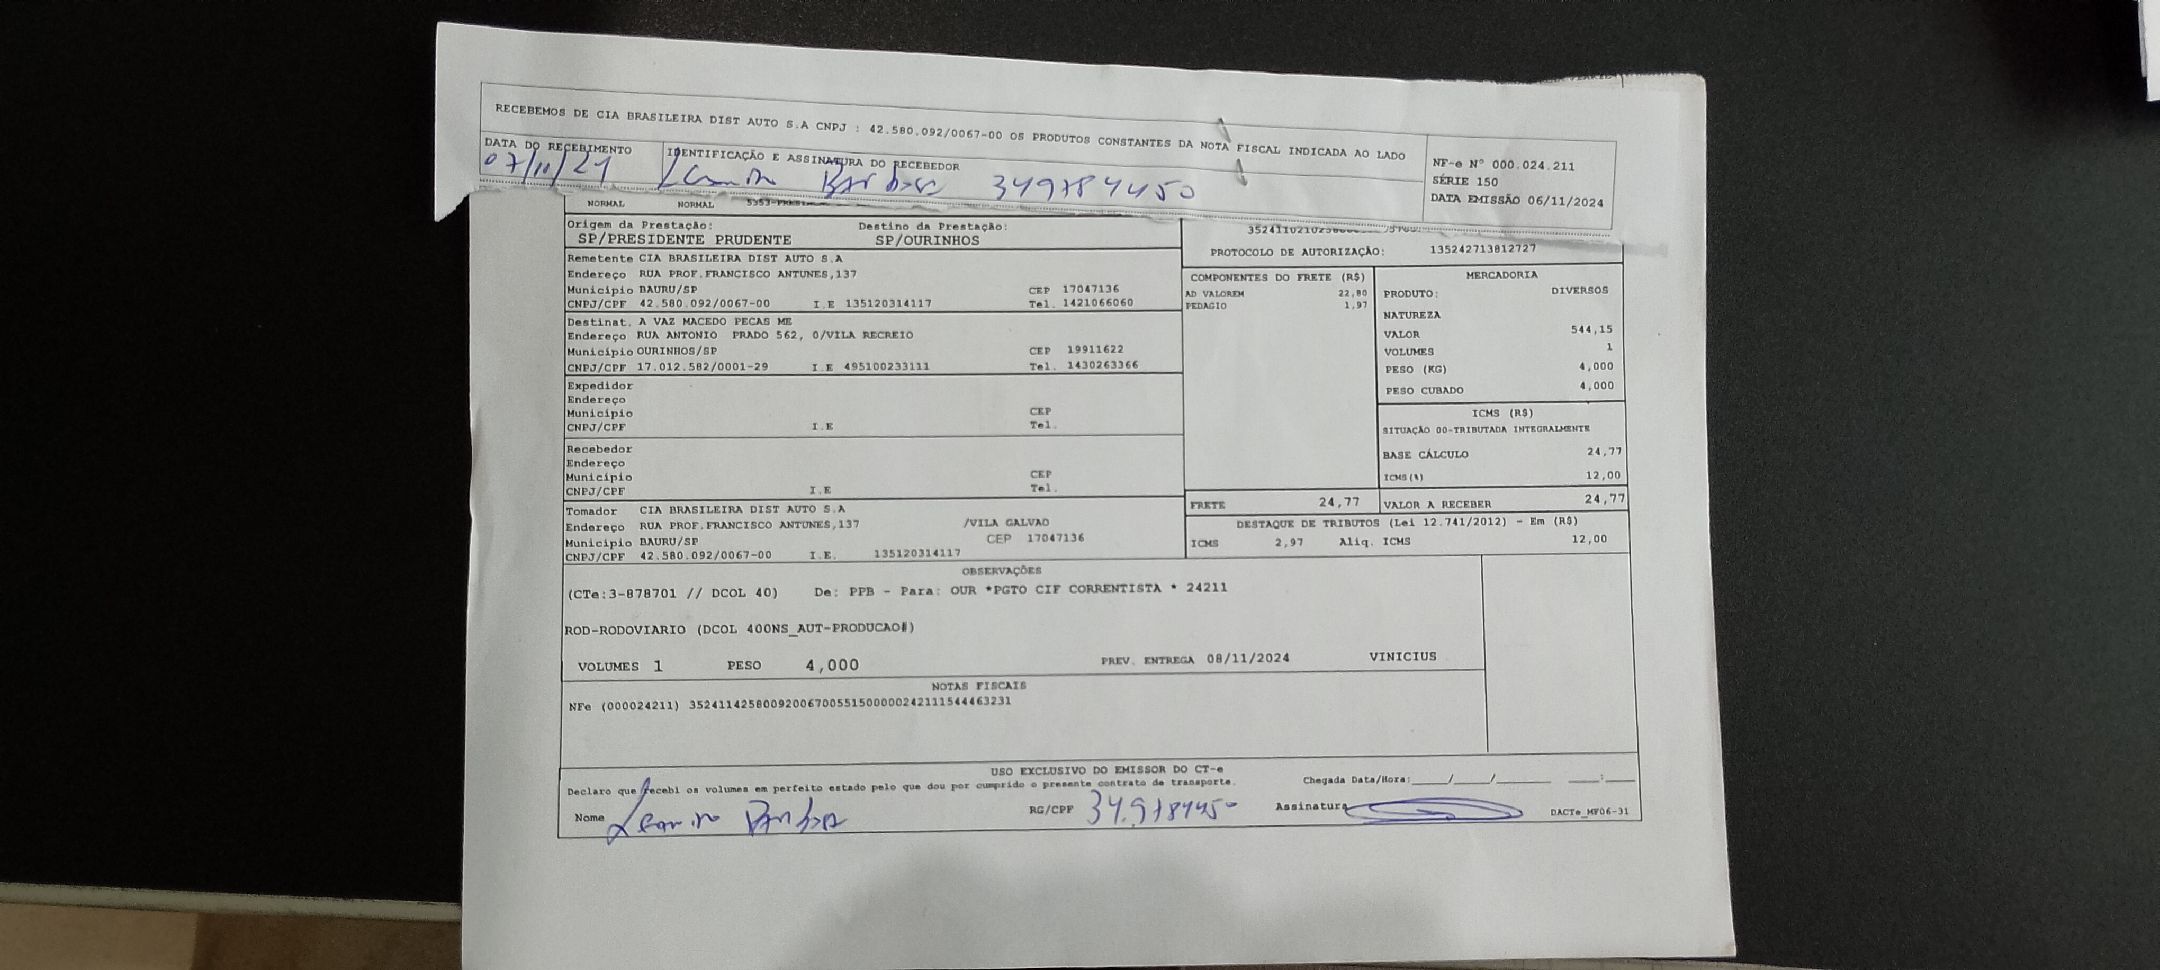 RECEBEMOS DE CIA BRASILEIRA DIST AUTO S.A CNPJ : 42.580.092/0067-00 OS PRODUTOS CONSTANTES DA NOTA FISCAL INDICADA AO LADO
DATA DO RECEBIMENTO IDENTIFICAÇÃO E ASSINATURA DO RECEBEDOR
07/11/21 Barbosa 349784450
NF-e Nº 000.024.211
SÉRIE 150
DATA EMISSÃO 06/11/2024
NORMAL NORMAL
Origem da Prestação: Destino da Prestação:
SP/PRESIDENTE PRUDENTE SP/OURINHOS
PROTOCOLO DE AUTORIZAÇÃO: 135242713812727
Remetente CIA BRASILEIRA DIST AUTO S.A
Endereço RUA PROF.FRANCISCO ANTUNES,137
Município BAURU/SP CEP 17047136
CNPJ/CPF 42.580.092/0067-00 I.E 135120314117 Tel. 1421066060
Destinat. A VAZ MACEDO PECAS ME
Endereço RUA ANTONIO PRADO 562, 0/VILA RECREIO
Município OURINHOS/SP CEP 19911622
CNPJ/CPF 17.012.582/0001-29 I.E 495100233111 Tel. 1430263366
Expedidor
Endereço
Município CEP
CNPJ/CPF I.E Tel.
Recebedor
Endereço
Município CEP
CNPJ/CPF I.E Tel.
Tomador CIA BRASILEIRA DIST AUTO S.A
Endereço RUA PROF.FRANCISCO ANTUNES,137 /VILA GALVAO
Município BAURU/SP CEP 17047136
CNPJ/CPF 42.580.092/0067-00 I.E. 135120314117
COMPONENTES DO FRETE (R$)
AD VALOREM 22,80
PEDAGIO 1,97
MERCADORIA
PRODUTO: DIVERSOS
NATUREZA
VALOR 544,15
VOLUMES 1
PESO (KG) 4,000
PESO CUBADO 4,000
ICMS (R$)
SITUAÇÃO 00-TRIBUTADA INTEGRALMENTE
BASE CÁLCULO 24,77
ICMS(%) 12,00
FRETE 24,77 VALOR A RECEBER 24,77
DESTAQUE DE TRIBUTOS (Lei 12.741/2012) - Em (R$)
ICMS 2,97 Aliq. ICMS 12,00
OBSERVAÇÕES
(CTe:3-878701 // DCOL 40) De: PPB - Para: OUR *PGTO CIF CORRENTISTA * 24211
ROD-RODOVIARIO (DCOL 400NS_AUT-PRODUCAO#)
VOLUMES 1 PESO 4,000 PREV. ENTREGA 08/11/2024 VINICIUS
NOTAS FISCAIS
NFe (000024211) 35241142580092006700551500000242111544463231
USO EXCLUSIVO DO EMISSOR DO CT-e
Declaro que recebi os volumes em perfeito estado pelo que dou por cumprido o presente contrato de transporte. Chegada Data/Hora:____/____/______ ___:___
Nome Barbosa RG/CPF Assinatura DACTe_MF06-31